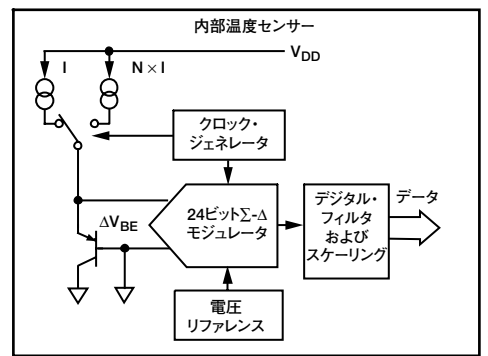 内部温度センサー
VDD
I
N×I
クロック・
ジェネレータ
ΔVBE
24ビットΣ-Δ
モジュレータ
デジタル・
フィルタ
および
スケーリング
データ
電圧
リファレンス